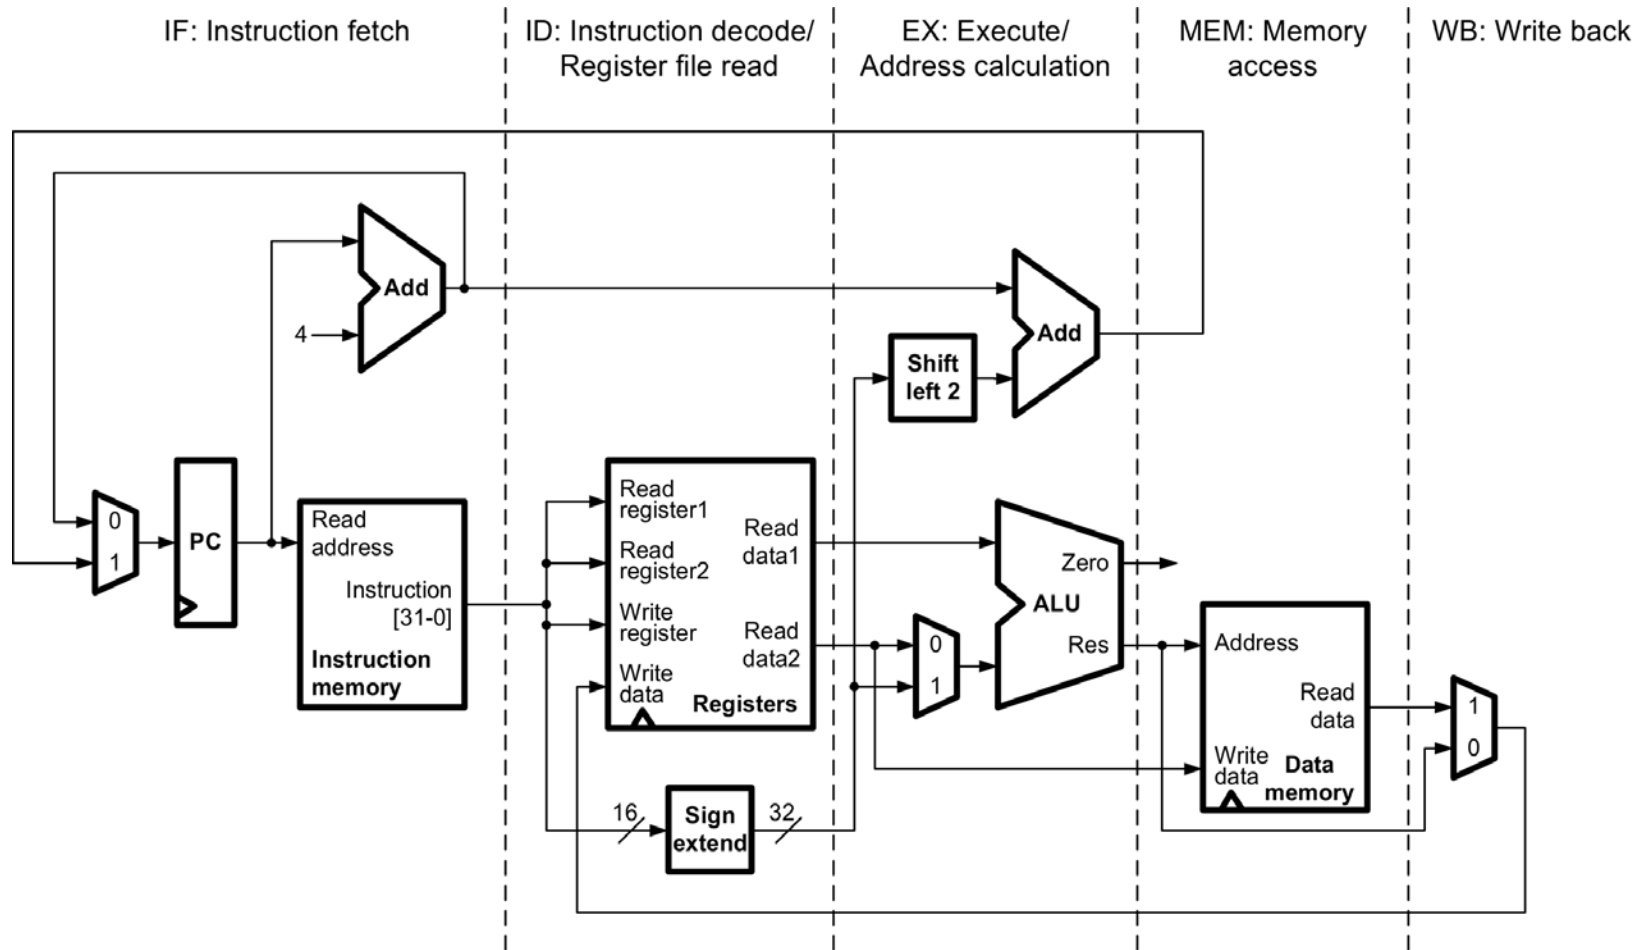 IF: Instruction fetch
ID: Instruction decode/
Register file read
EX: Execute/
Address calculation
MEM: Memory
access
WB: Write back
Add
4
Add
Shift
left 2
0
1
PC
Read
address
Instruction
[31-0]
Instruction
memory
Read
register1
Read
register2
Write
register
Write
data
Read
data1
Read
data2
Registers
0
1
Zero
ALU
Res
Address
Read
data
Write
data
Data
memory
1
0
16
Sign
extend
32